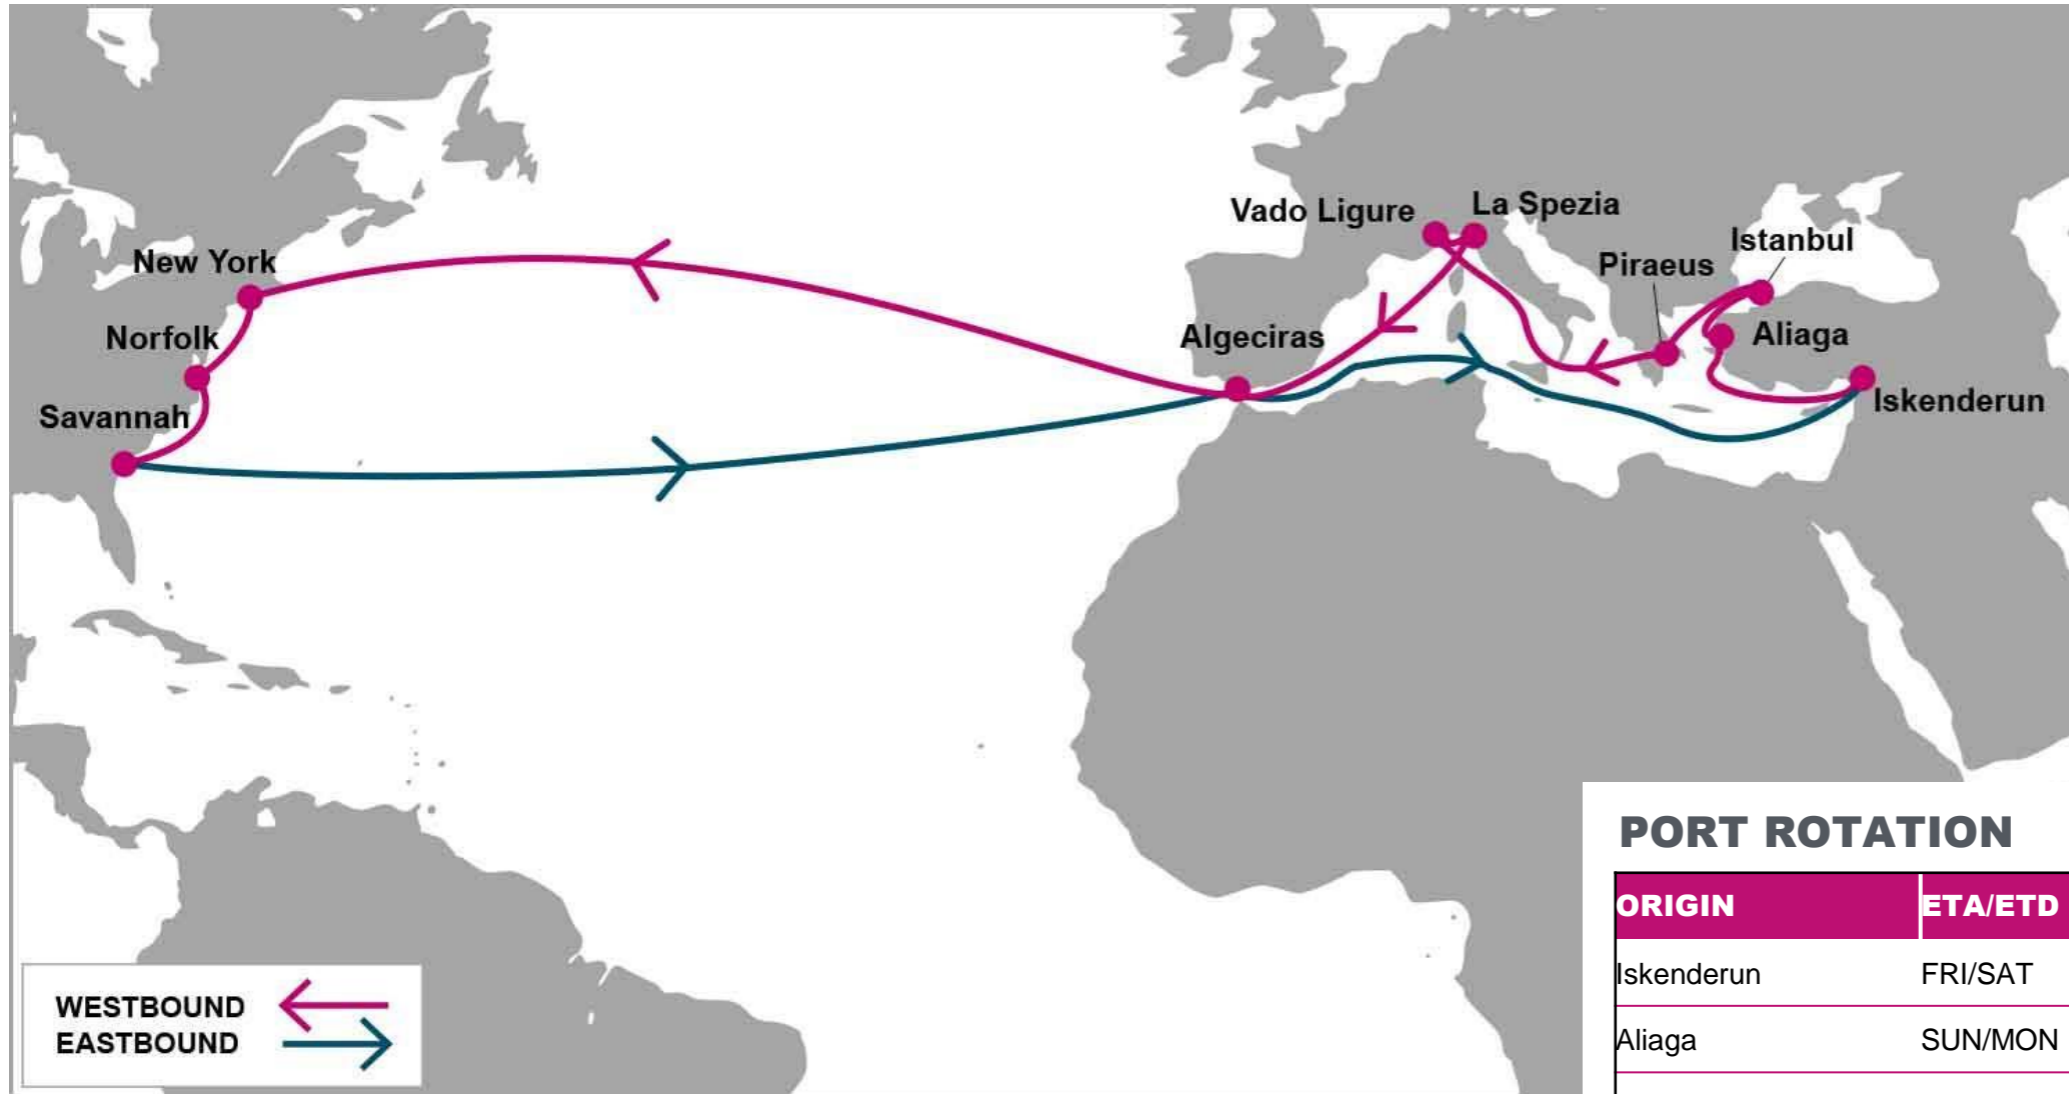 Vado Ligure
La Spezia
Istanbul
New York
Piraeus
Norfolk
Algeciras
Aliaga
Savannah
Iskenderun
PORT ROTATION
ORIGIN ETA/ETD
Iskenderun FRI/SAT
Aliaga SUN/MON
WESTBOUND
EASTBOUND